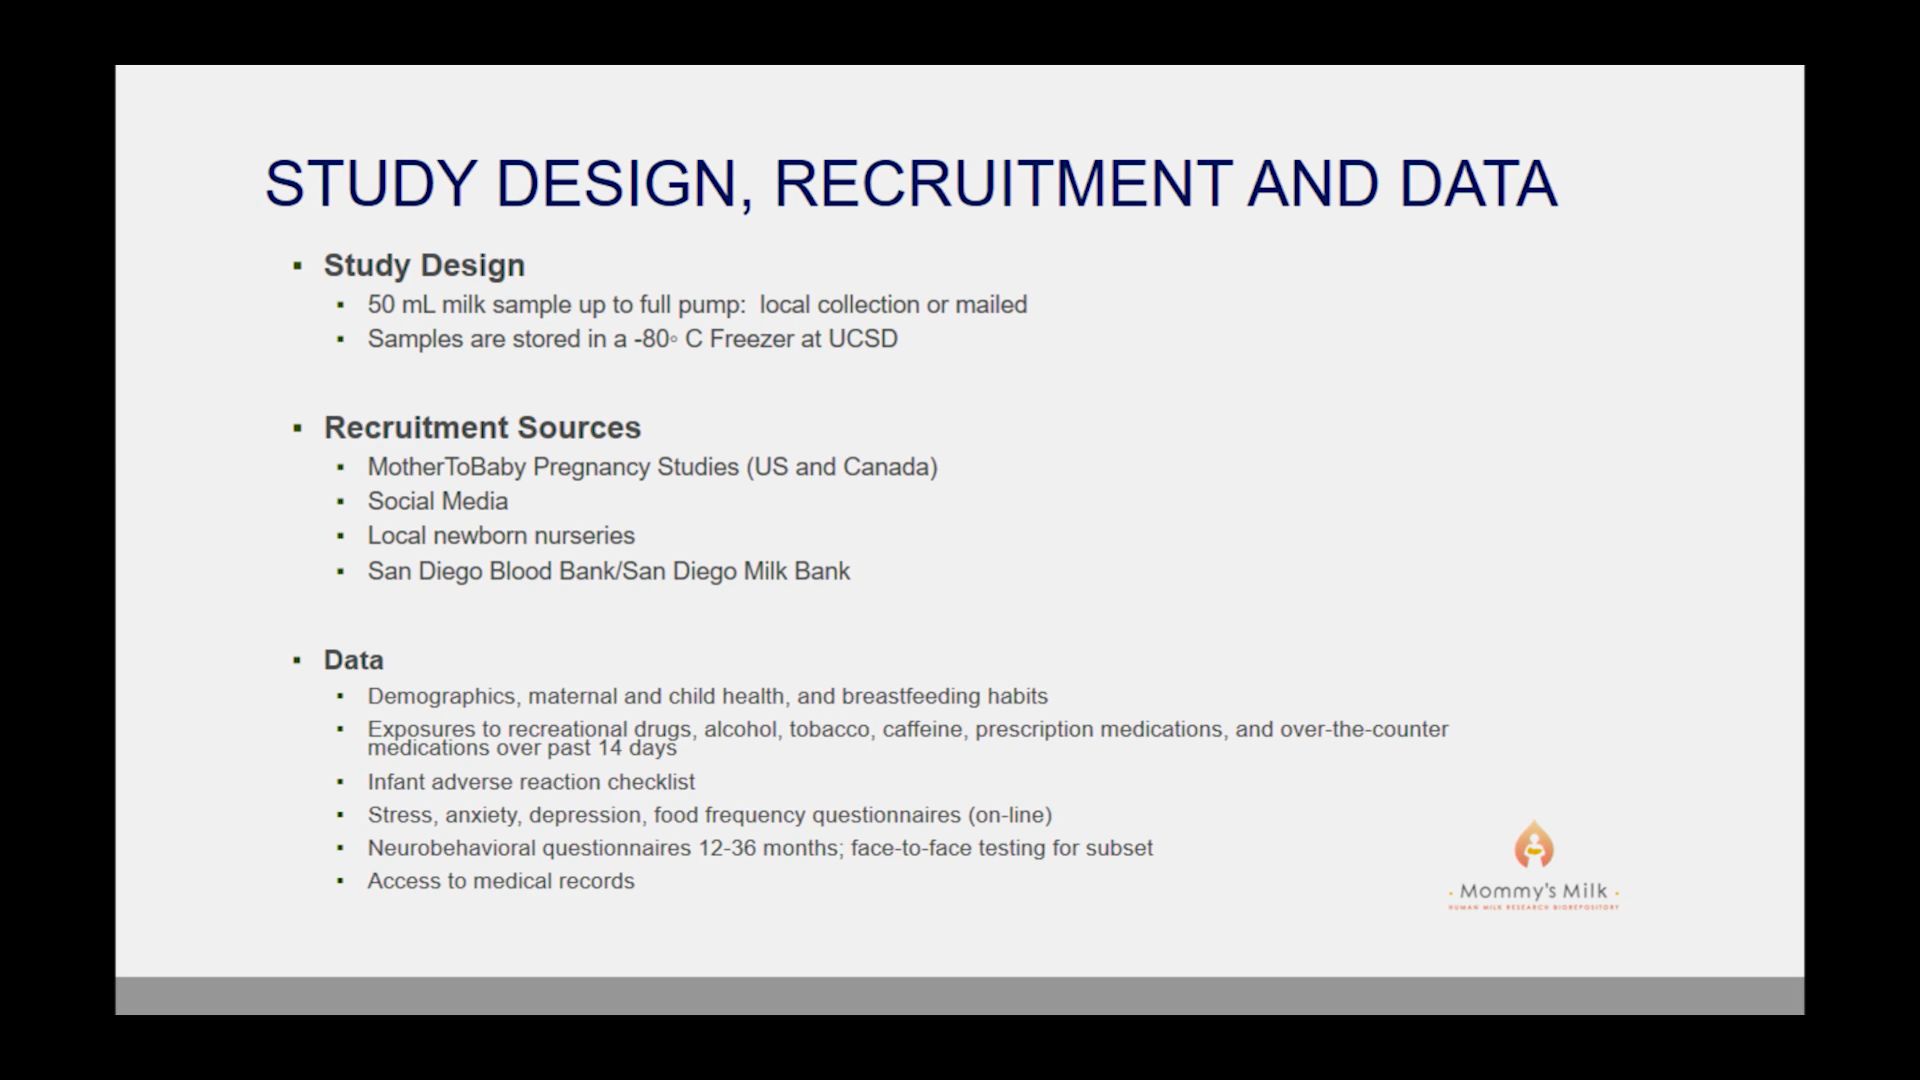 STUDY DESIGN, RECRUITMENT AND DATA
▪ Study Design
▪ 50 mL milk sample up to full pump:  local collection or mailed
▪ Samples are stored in a -80◦ C Freezer at UCSD
▪ Recruitment Sources
▪ MotherToBaby Pregnancy Studies (US and Canada)
▪ Social Media
▪ Local newborn nurseries
▪ San Diego Blood Bank/San Diego Milk Bank
▪ Data
▪ Demographics, maternal and child health, and breastfeeding habits
▪ Exposures to recreational drugs, alcohol, tobacco, caffeine, prescription medications, and over-the-counter
medications over past 14 days
▪ Infant adverse reaction checklist
▪ Stress, anxiety, depression, food frequency questionnaires (on-line)
▪ Neurobehavioral questionnaires 12-36 months; face-to-face testing for subset
▪ Access to medical records
· Mommy's Milk ·
HUMAN MILK RESEARCH BIOREPOSITORY